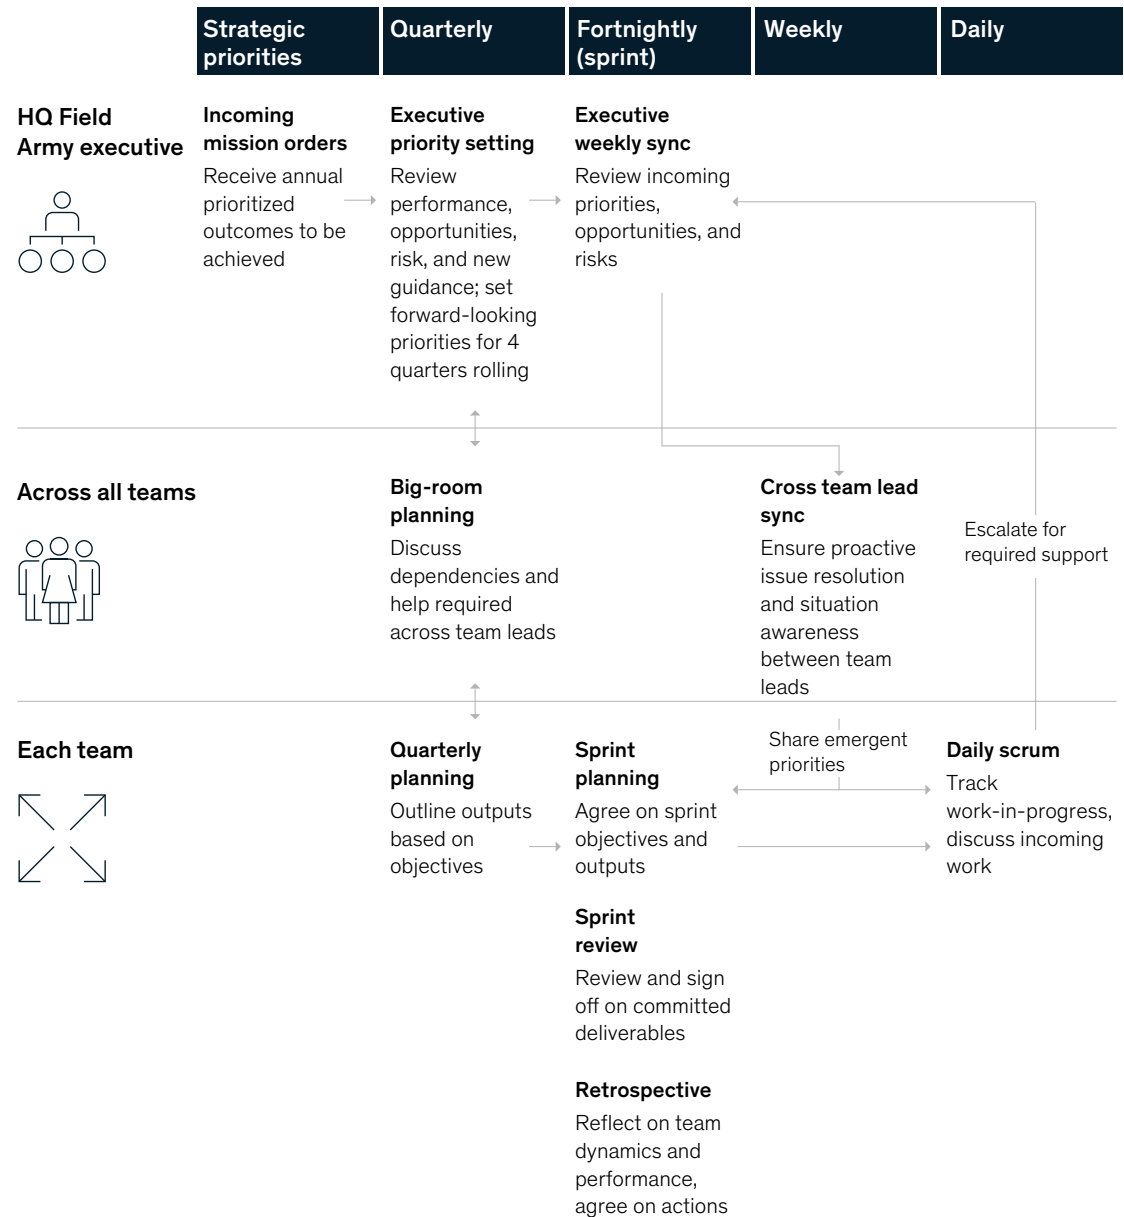 Strategic
priorities
Quarterly
Fortnightly
(sprint)
Weekly
Daily
HQ Field
Army executive
Incoming
mission orders
Receive annual
prioritized
outcomes to be
achieved
Executive
priority setting
Review
performance,
opportunities,
risk, and new
guidance; set
forward-looking
priorities for 4
quarters rolling
Executive
weekly sync
Review incoming
priorities,
opportunities, and
risks
Across all teams
Big-room
planning
Discuss
dependencies and
help required
across team leads
Cross team lead
sync
Ensure proactive
issue resolution
and situation
awareness
between team
leads
Escalate for
required support
Each team
Quarterly
planning
Outline outputs
based on
objectives
Sprint
planning
Agree on sprint
objectives and
outputs
Share emergent
priorities
Daily scrum
Track
work-in-progress,
discuss incoming
work
Sprint
review
Review and sign
off on committed
deliverables
Retrospective
Reflect on team
dynamics and
performance,
agree on actions